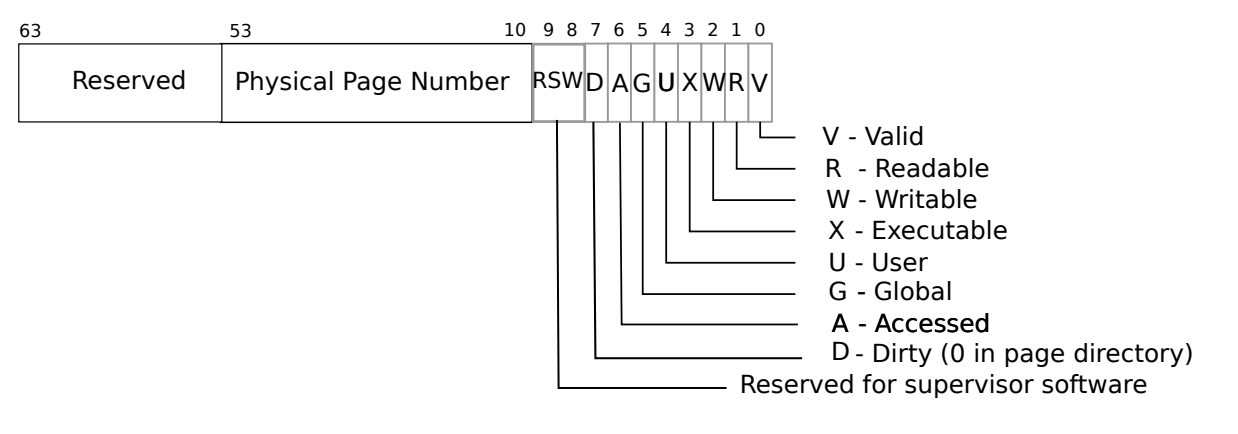 63 53 10 9 8 7 6 5 4 3 2 1 0
Reserved Physical Page Number RSW D A G U X W R V
V - Valid
R - Readable
W - Writable
X - Executable
U - User
G - Global
A - Accessed
D - Dirty (0 in page directory)
Reserved for supervisor software